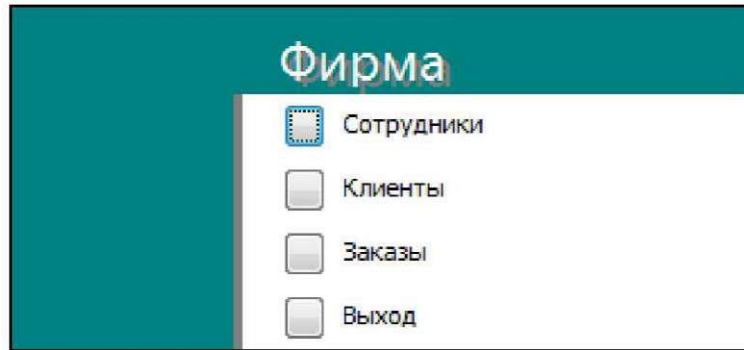 Фирма
Сотрудники
Клиенты
Заказы
Выход